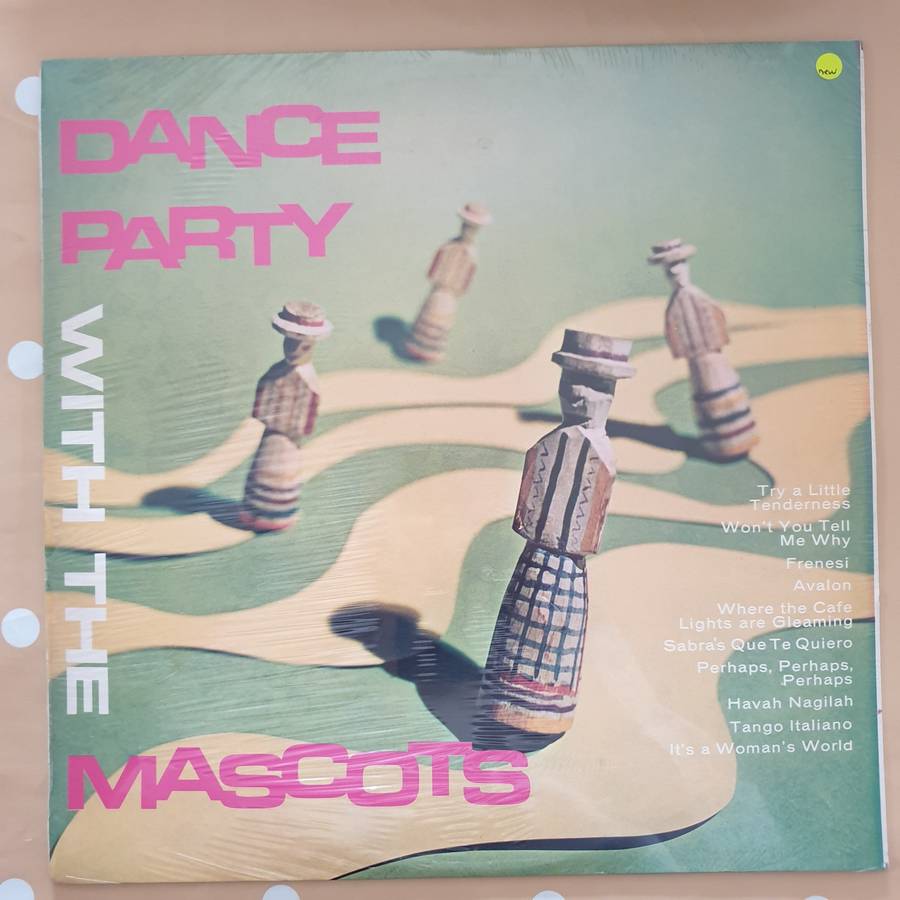 new
DANCE
PARTY
WITH THE
MASCOTS
Try a Little
Tenderness
Won't You Tell
Me Why
Frenesi
Avalon
Where the Cafe
Lights are Gleaming
Sabra's Que Te Quiero
Perhaps, Perhaps,
Perhaps
Havah Nagilah
Tango Italiano
It's a Woman's World